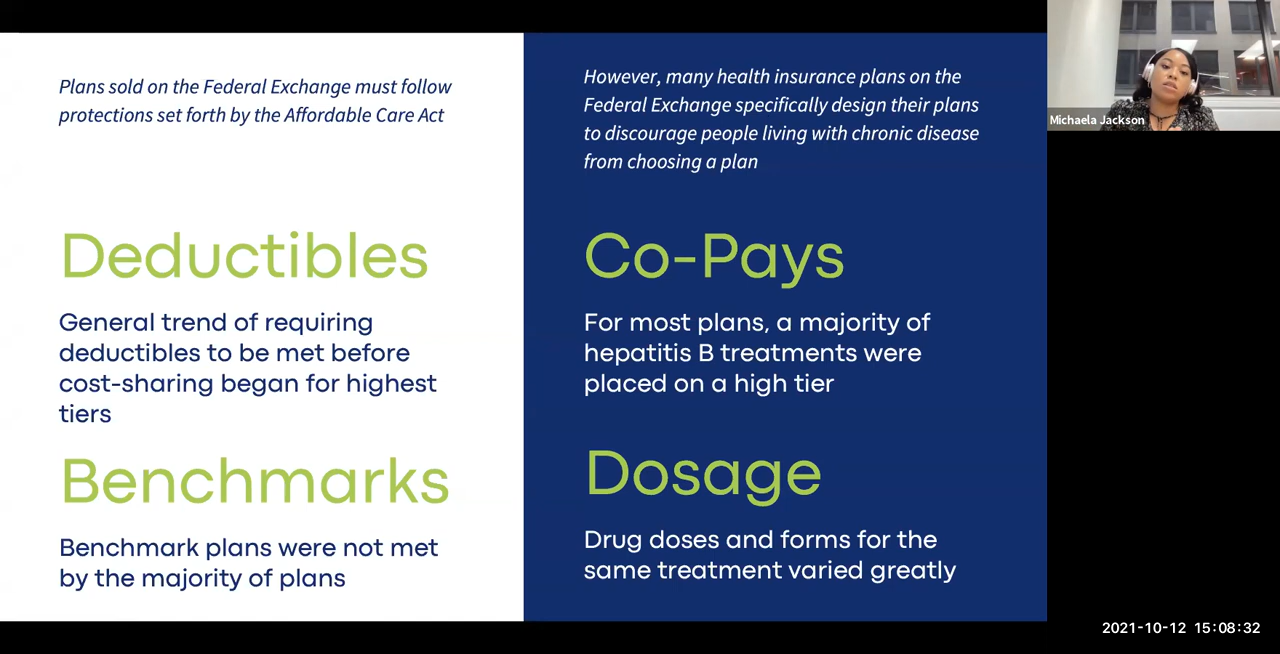 Plans sold on the Federal Exchange must follow
protections set forth by the Affordable Care Act
Deductibles
General trend of requiring
deductibles to be met before
cost-sharing began for highest
tiers
Benchmarks
Benchmark plans were not met
by the majority of plans
However, many health insurance plans on the
Federal Exchange specifically design their plans
to discourage people living with chronic disease
from choosing a plan
Co-Pays
For most plans, a majority of
hepatitis B treatments were
placed on a high tier
Dosage
Drug doses and forms for the
same treatment varied greatly
Michaela Jackson
2021-10-12 15:08:32